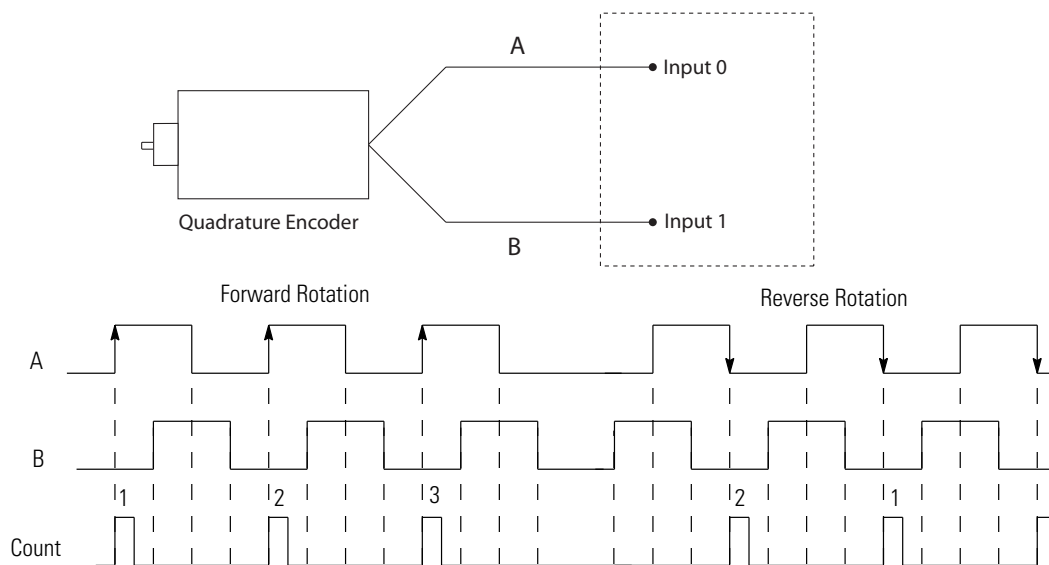 A
Input 0
Quadrature Encoder
Input 1
B
Forward Rotation
Reverse Rotation
A
B
1 2 3 2 1
Count